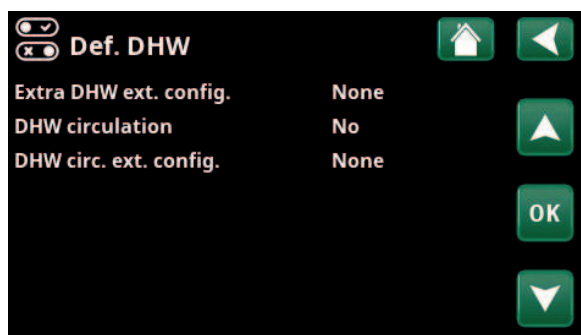 Def. DHW
Extra DHW ext. config. None
DHW circulation No
DHW circ. ext. config. None
OK